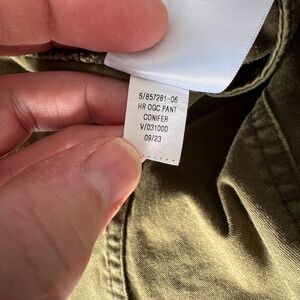 S/857281-06
HR OGC PANT
CONIFER
V/031000
09/23